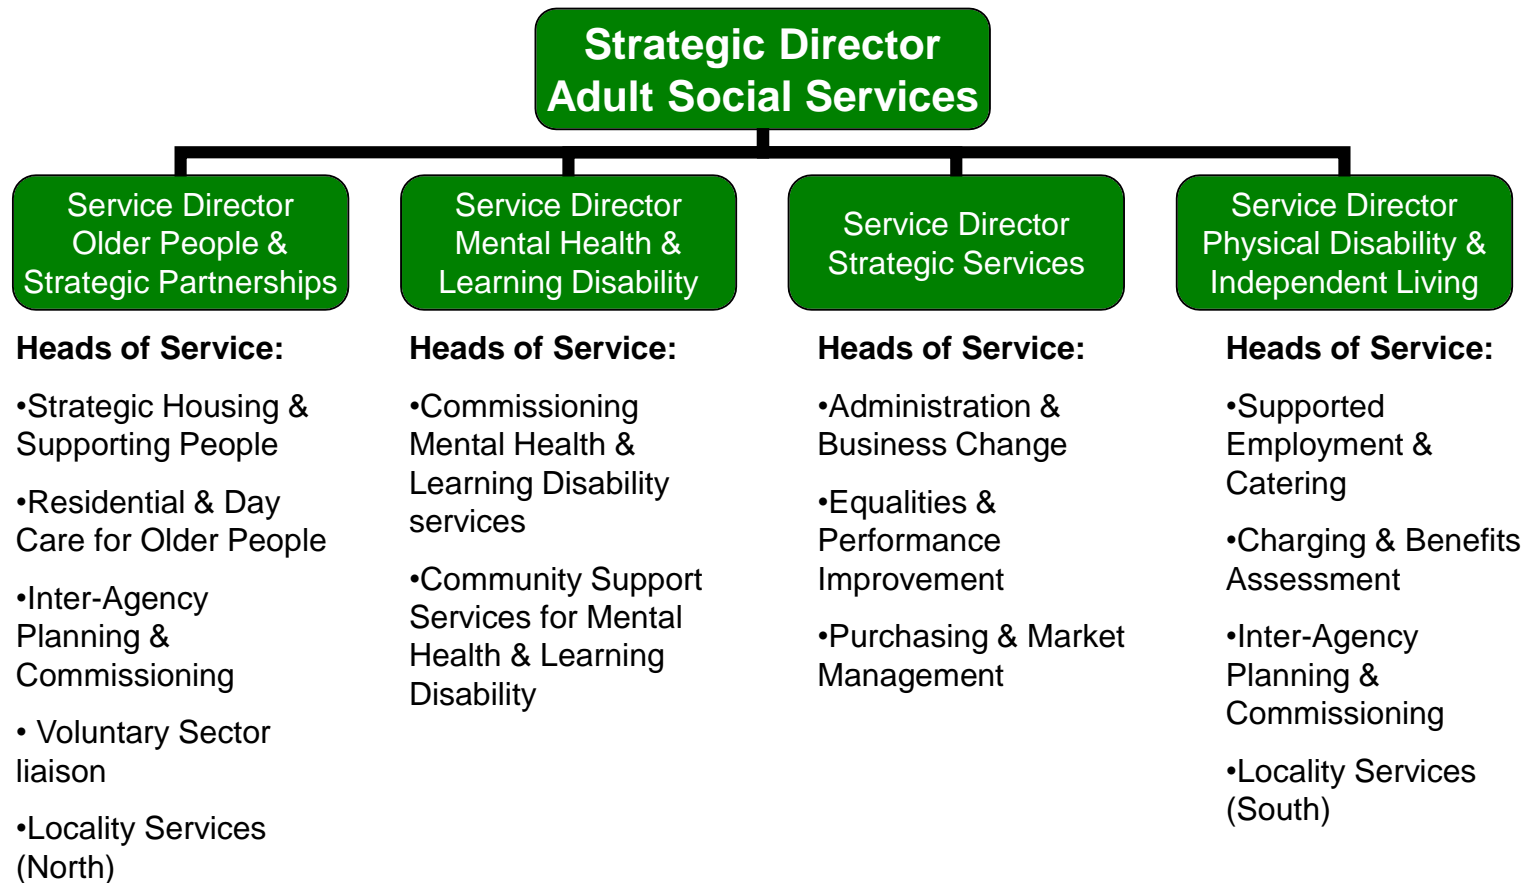 Strategic Director
Adult Social Services
Service Director
Older People &
Strategic Partnerships
Service Director
Mental Health &
Learning Disability
Service Director
Strategic Services
Service Director
Physical Disability &
Independent Living
Heads of Service:
•Strategic Housing &
Supporting People
•Residential & Day
Care for Older People
•Inter-Agency
Planning &
Commissioning
• Voluntary Sector
liaison
•Locality Services
(North)
Heads of Service:
•Commissioning
Mental Health &
Learning Disability
services
•Community Support
Services for Mental
Health & Learning
Disability
Heads of Service:
•Administration &
Business Change
•Equalities &
Performance
Improvement
•Purchasing & Market
Management
Heads of Service:
•Supported
Employment &
Catering
•Charging & Benefits
Assessment
•Inter-Agency
Planning &
Commissioning
•Locality Services
(South)